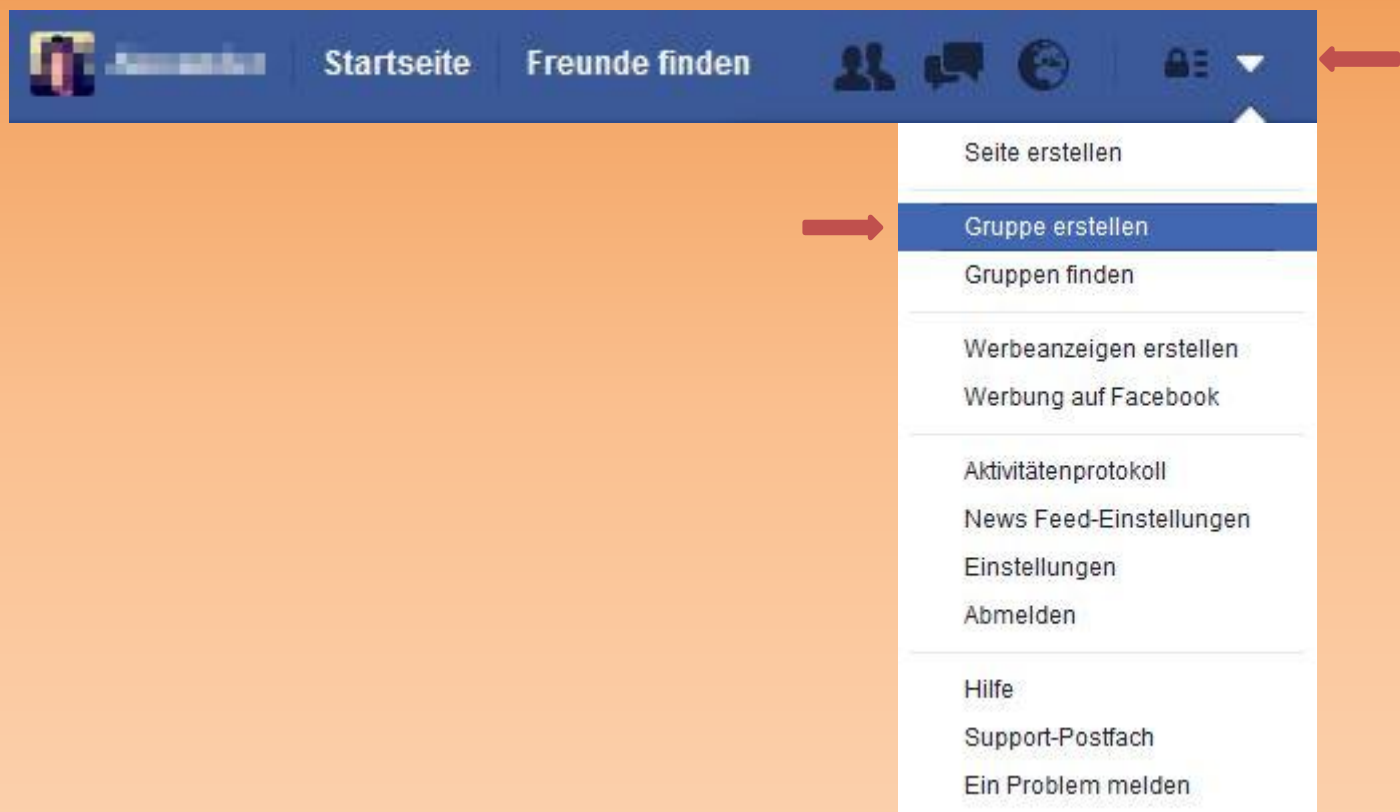 Startseite Freunde finden
Seite erstellen
Gruppe erstellen
Gruppen finden
Werbeanzeigen erstellen
Werbung auf Facebook
Aktivitätenprotokoll
News Feed-Einstellungen
Einstellungen
Abmelden
Hilfe
Support-Postfach
Ein Problem melden